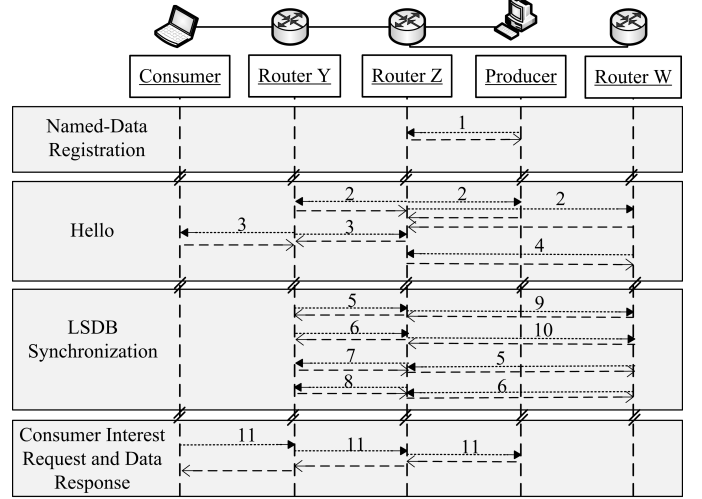 Consumer
Router Y
Router Z
Producer
Router W
Named-Data
Registration
1
Hello
2
2
2
3
3
4
LSDB
Synchronization
5
9
6
10
7
5
8
6
Consumer Interest
Request and Data
Response
11
11
11